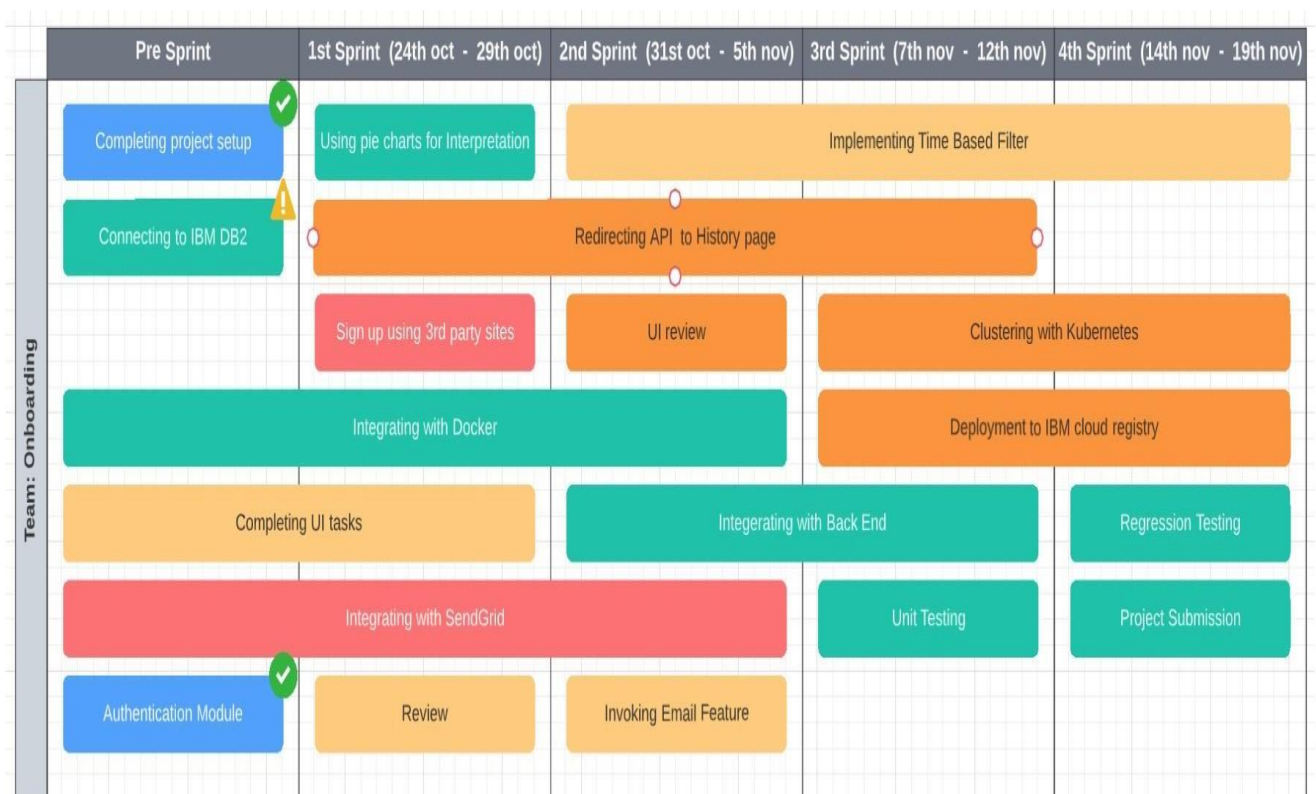 Pre Sprint
1st Sprint (24th oct - 29th oct)
2nd Sprint (31st oct - 5th nov)
3rd Sprint (7th nov - 12th nov)
4th Sprint (14th nov - 19th nov)
Team: Onboarding
Completing project setup
Using pie charts for Interpretation
Implementing Time Based Filter
Connecting to IBM DB2
Redirecting API to History page
Sign up using 3rd party sites
UI review
Clustering with Kubernetes
Integrating with Docker
Deployment to IBM cloud registry
Completing UI tasks
Integerating with Back End
Regression Testing
Integrating with SendGrid
Unit Testing
Project Submission
Authentication Module
Review
Invoking Email Feature